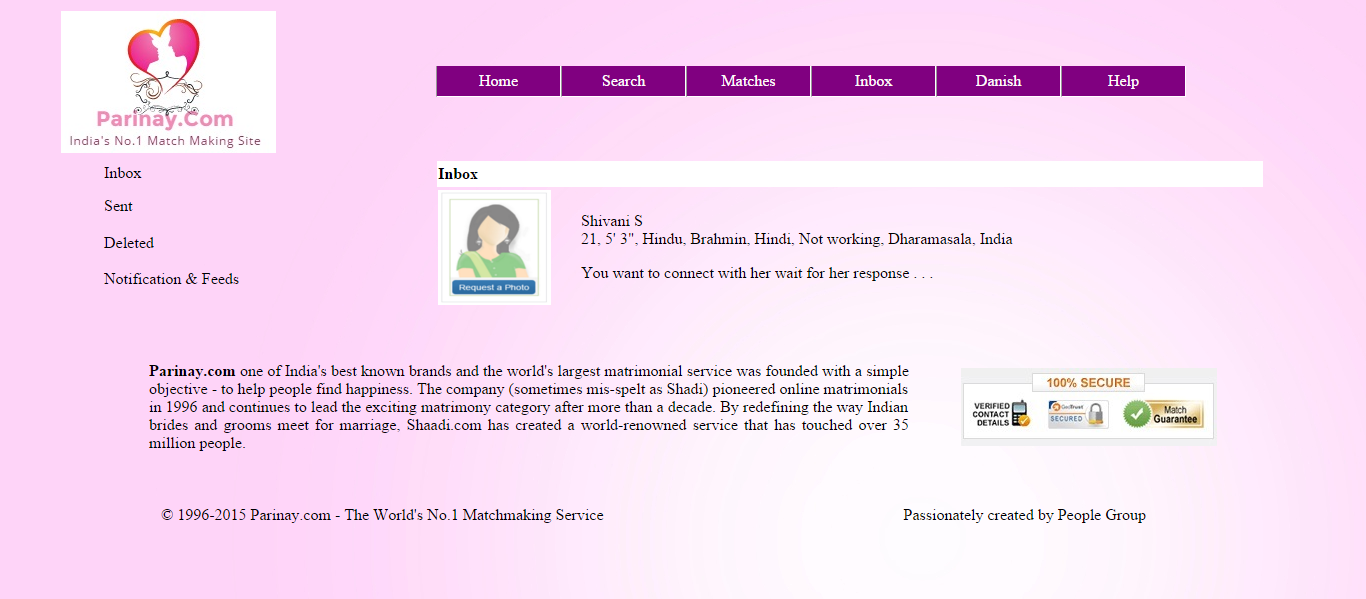 Parinay.Com
India's No.1 Match Making Site
Home Search Matches Inbox Danish Help
Inbox
Sent
Deleted
Notification & Feeds
Inbox
Request a Photo
Shivani S
21, 5' 3", Hindu, Brahmin, Hindi, Not working, Dharamasala, India
You want to connect with her wait for her response . . .
Parinay.com one of India's best known brands and the world's largest matrimonial service was founded with a simple
objective - to help people find happiness. The company (sometimes mis-spelt as Shadi) pioneered online matrimonials
in 1996 and continues to lead the exciting matrimony category after more than a decade. By redefining the way Indian
brides and grooms meet for marriage, Shaadi.com has created a world-renowned service that has touched over 35
million people.
100% SECURE
VERIFIED
CONTACT
DETAILS
GeoTrust
SECURED
Match
Guarantee
© 1996-2015 Parinay.com - The World's No.1 Matchmaking Service
Passionately created by People Group